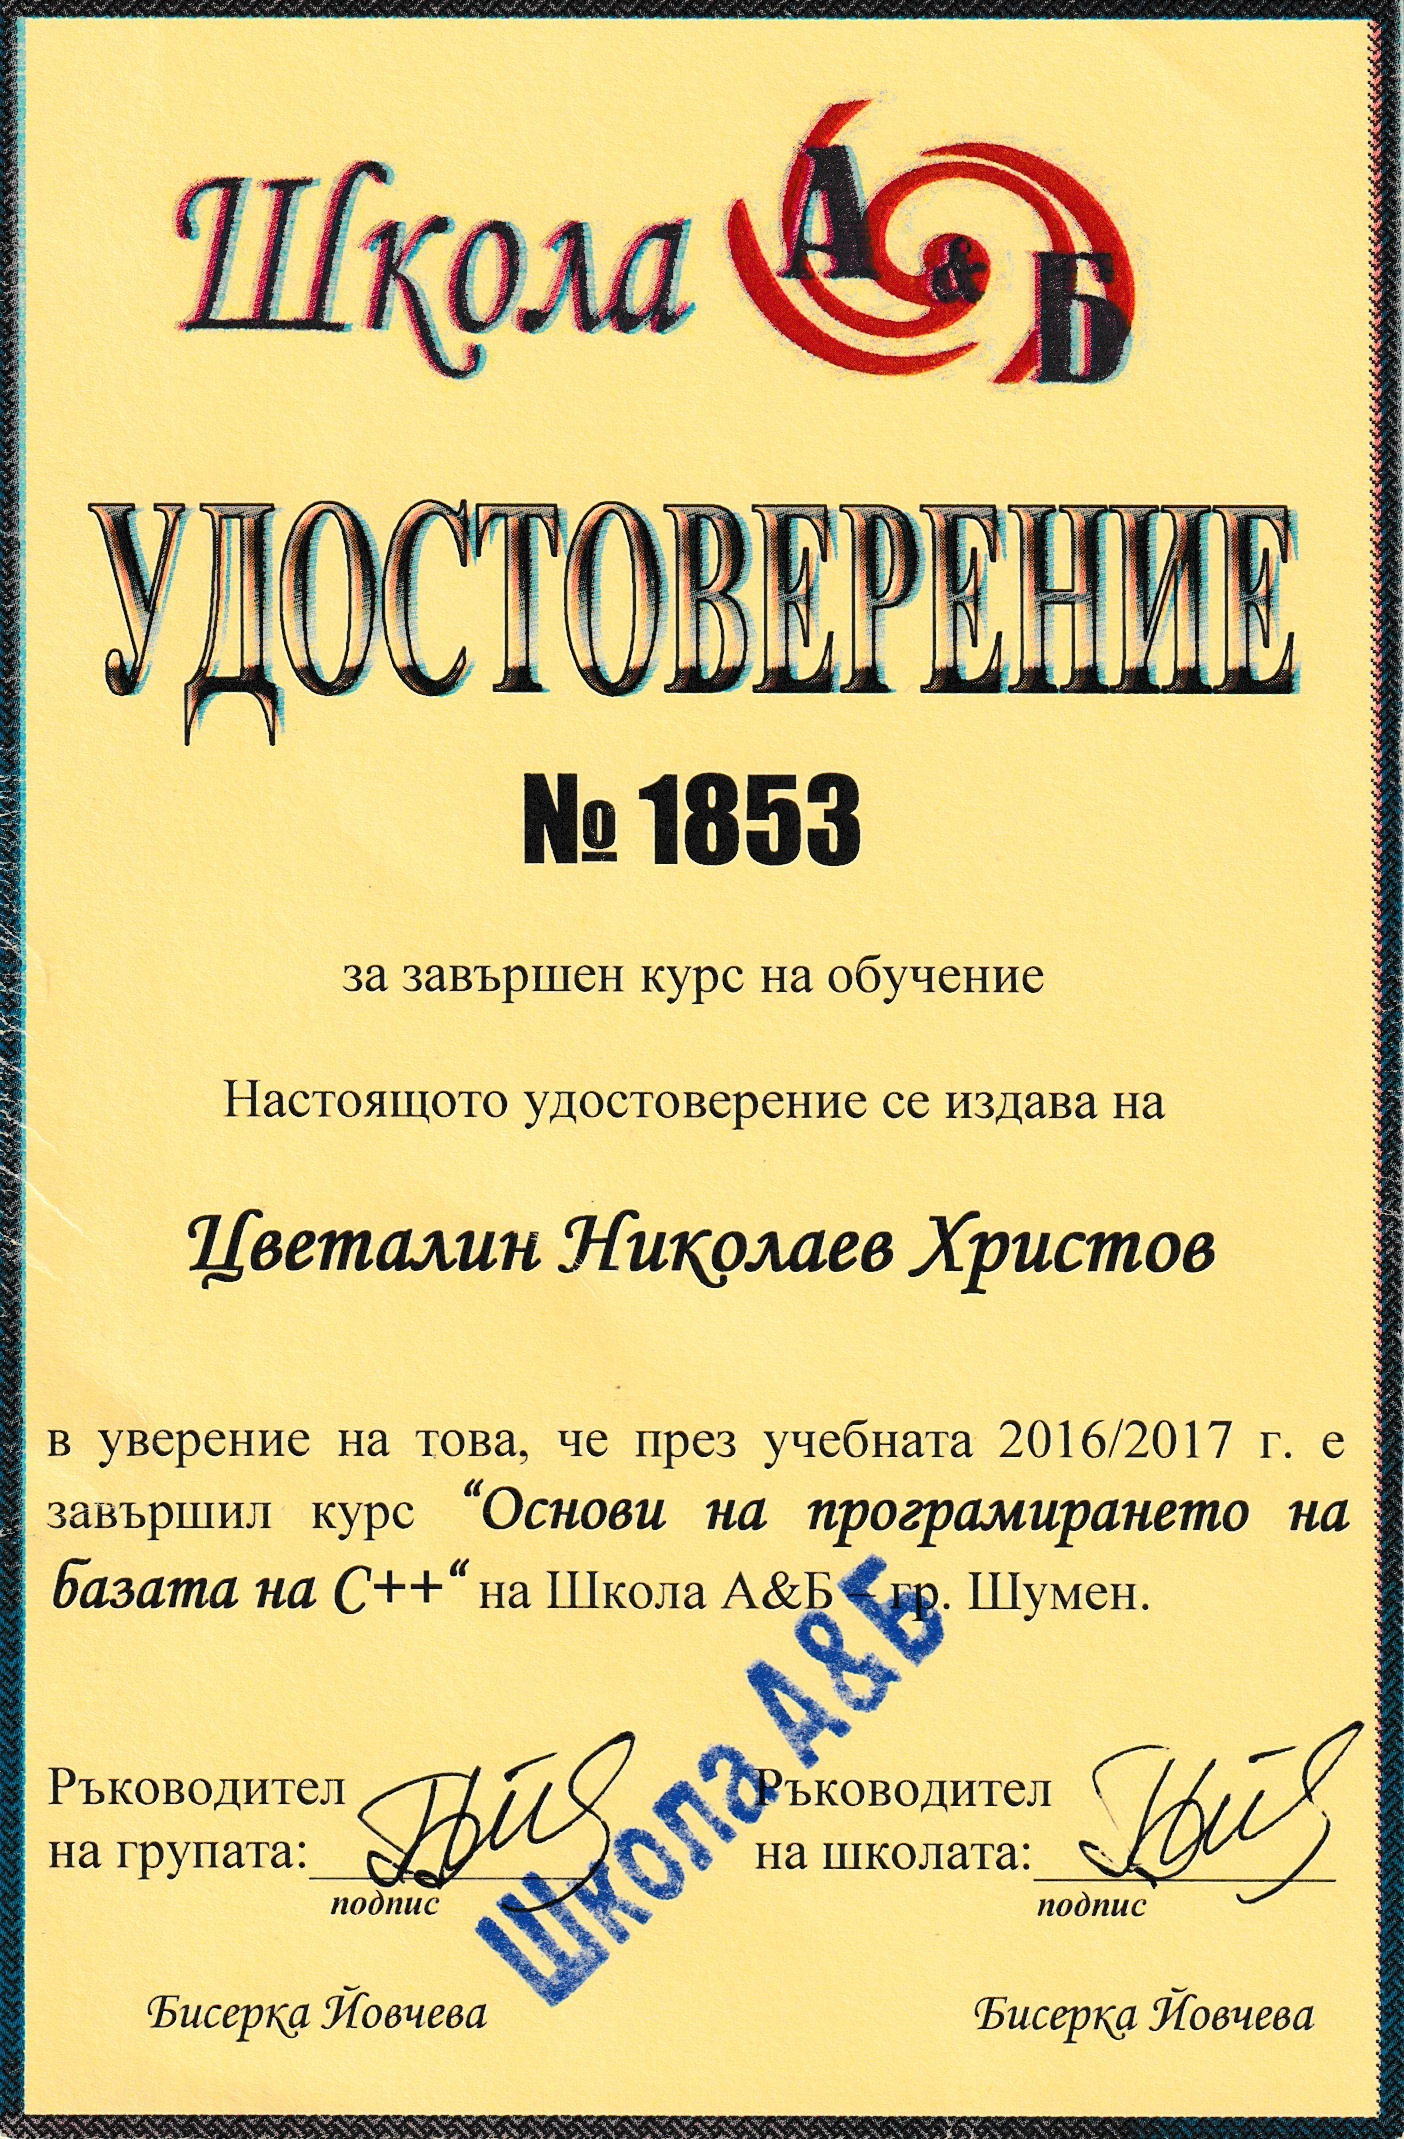 Школа А&Б
УДОСТОВЕРЕНИЕ
№ 1853
за завършен курс на обучение
Настоящото удостоверение се издава на
Цветалин Николаев Христов
в уверение на това, че през учебната 2016/2017 г. е
завършил курс “Основи на програмирането на
базата на С++“ на Школа А&Б – гр. Шумен.
Школа А&Б
Ръководител
на групата:
подпис
Бисерка Йовчева
Ръководител
на школата:
подпис
Бисерка Йовчева